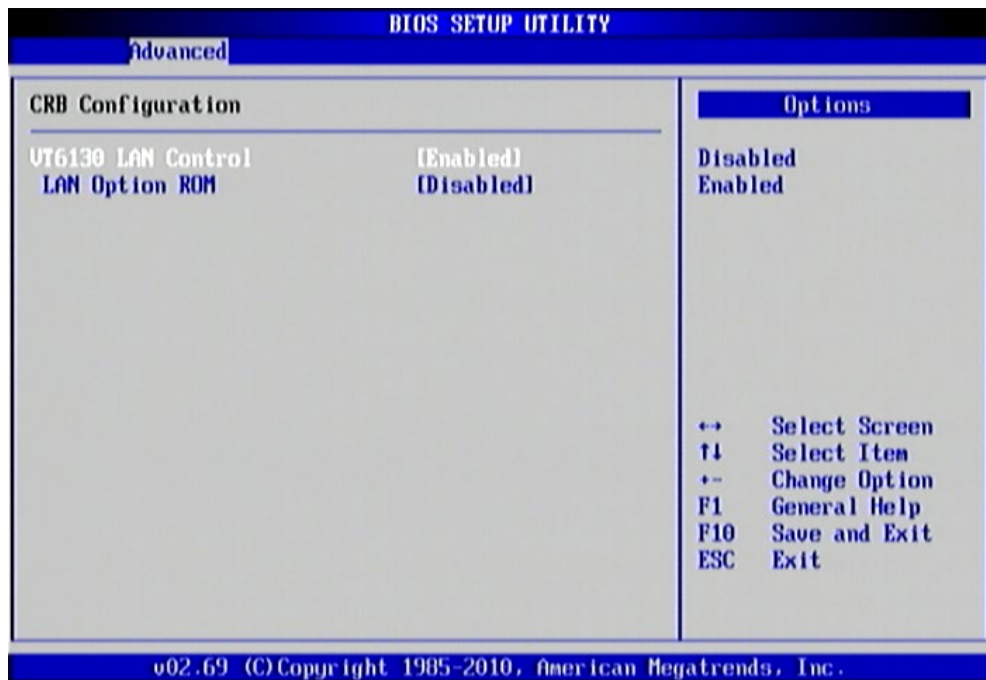 BIOS SETUP UTILITY
Advanced
CRB Configuration
VT6130 LAN Control [Enabled]
LAN Option ROM [Disabled]
Options
Disabled
Enabled
↔ Select Screen
↑↓ Select Item
+- Change Option
F1 General Help
F10 Save and Exit
ESC Exit
v02.69 (C)Copyright 1985-2010, American Megatrends, Inc.